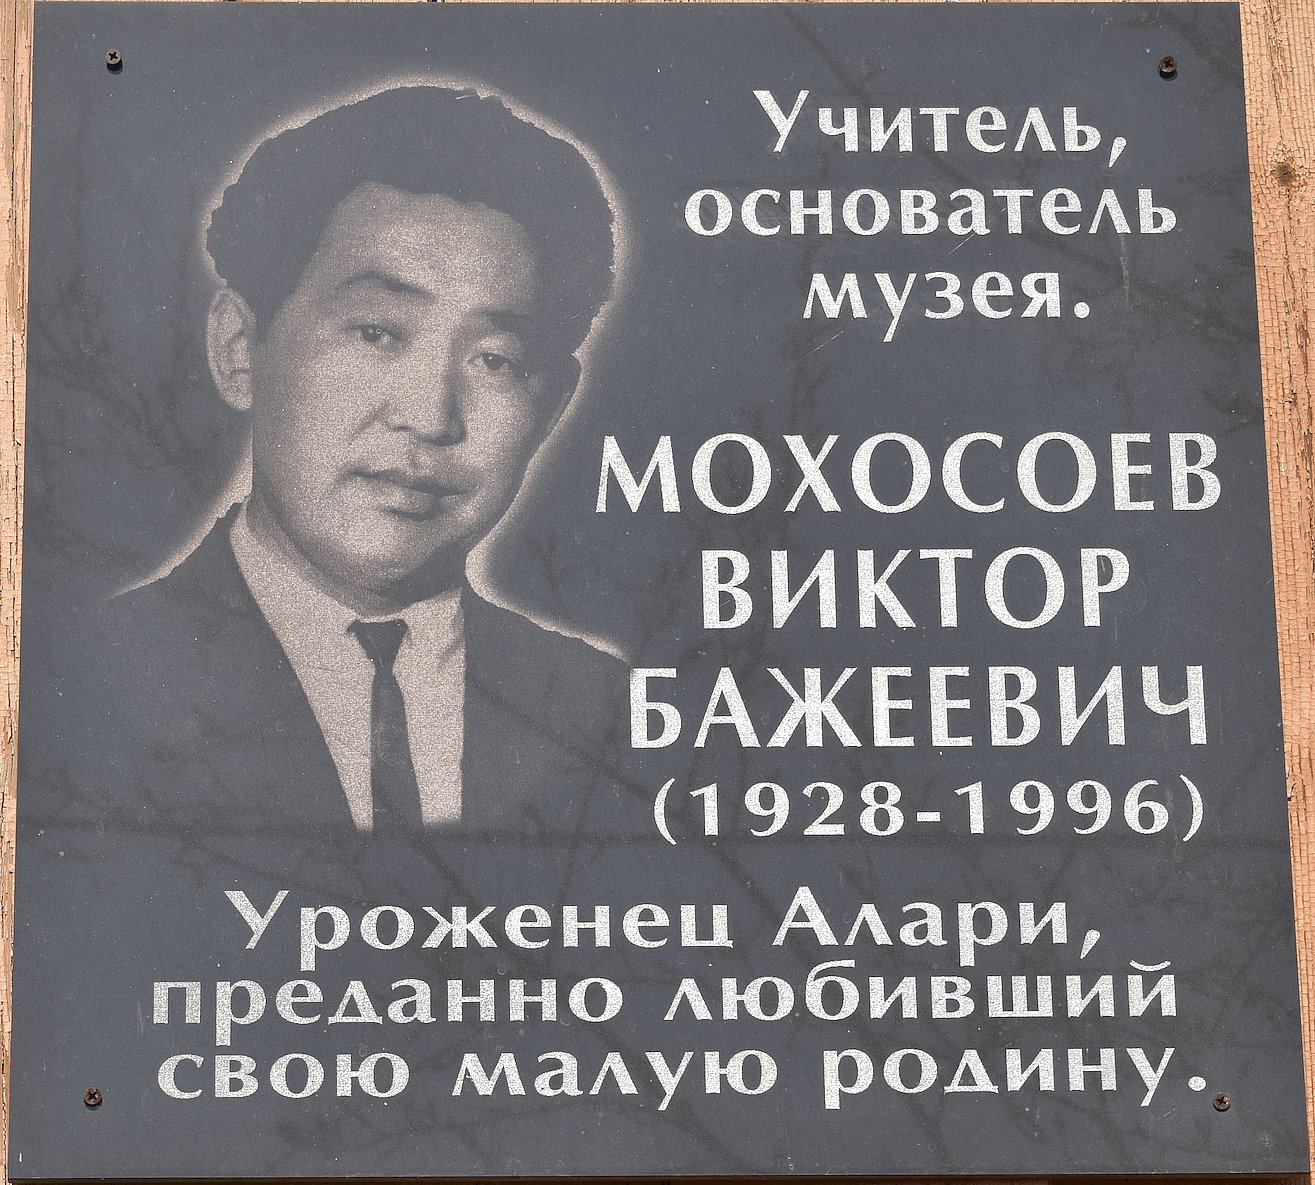 Учитель,
основатель
музея.
МОХОСОЕВ
ВИКТОР
БАЖЕЕВИЧ
(1928-1996)
Уроженец Алари,
преданно любивший
свою малую родину.